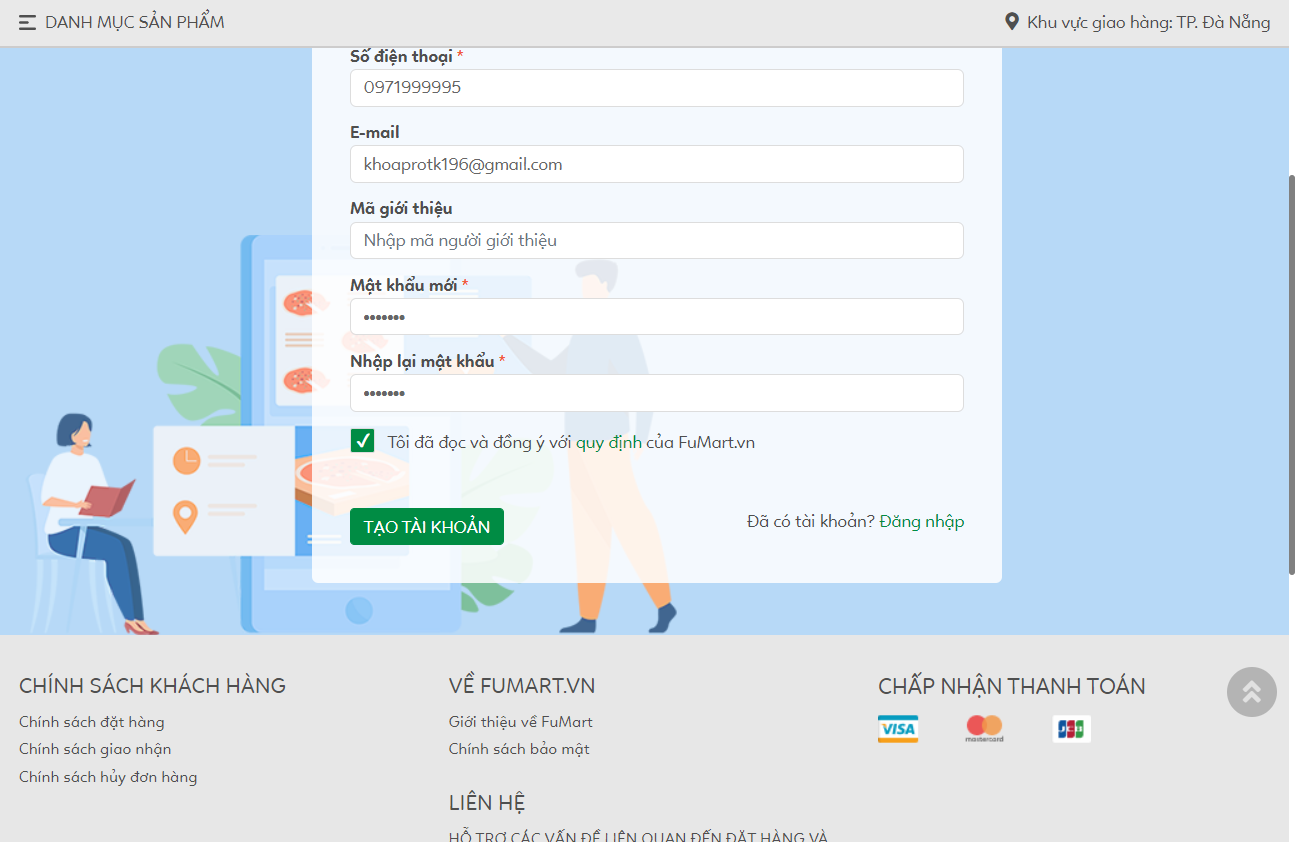 DANH MỤC SẢN PHẨM
Khu vực giao hàng: TP. Đà Nẵng
Số điện thoại *
0971999995
E-mail
khoaprotk196@gmail.com
Mã giới thiệu
Nhập mã người giới thiệu
Mật khẩu mới *
•••••••
Nhập lại mật khẩu *
•••••••
Tôi đã đọc và đồng ý với quy định của FuMart.vn
TẠO TÀI KHOẢN
Đã có tài khoản? Đăng nhập
CHÍNH SÁCH KHÁCH HÀNG
Chính sách đặt hàng
Chính sách giao nhận
Chính sách hủy đơn hàng
VỀ FUMART.VN
Giới thiệu về FuMart
Chính sách bảo mật
LIÊN HỆ
HỖ TRỢ CÁC VẤN ĐỀ LIÊN QUAN ĐẾN ĐẶT HÀNG VÀ
CHẤP NHẬN THANH TOÁN
VISA
mastercard
JCB